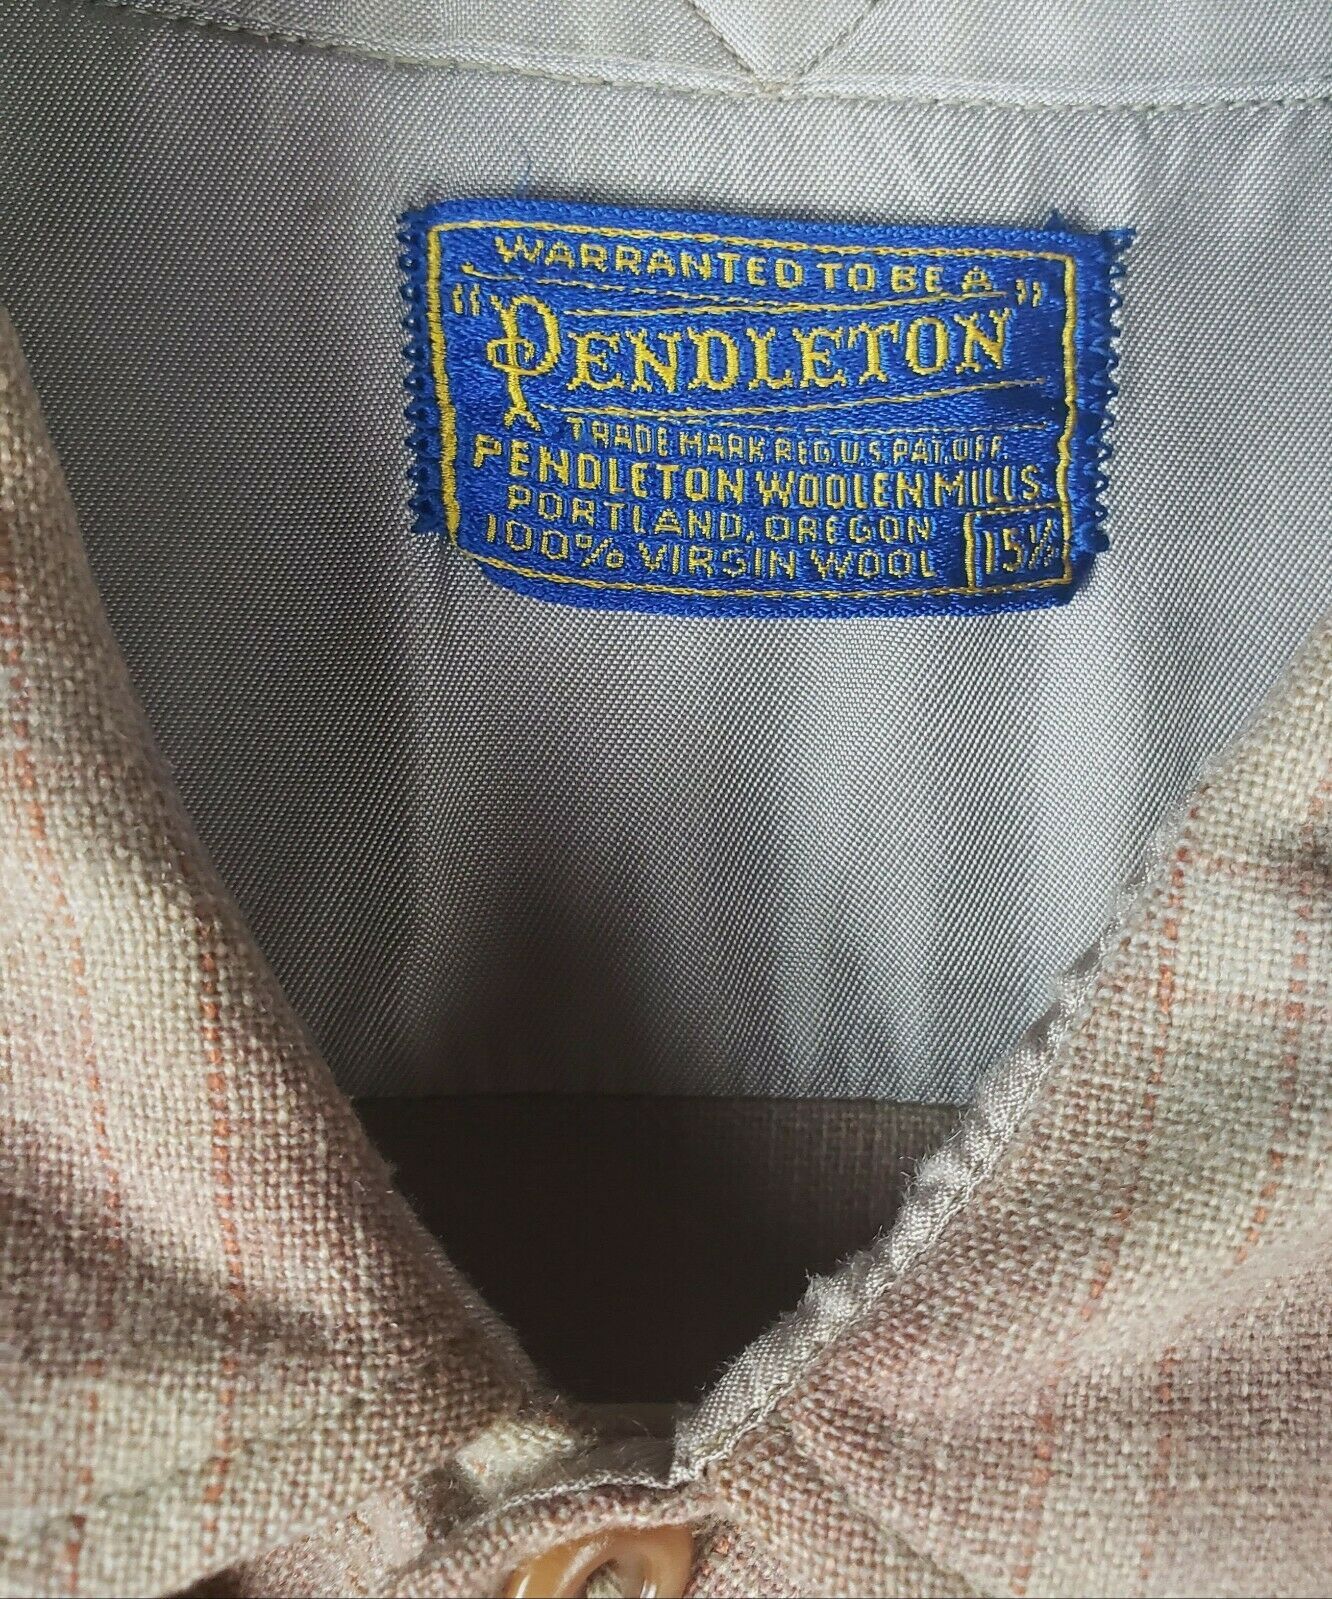 WARRANTED TO BE A
"PENDLETON"
TRADE MARK REG. U.S. PAT. OFF.
PENDLETON WOOLEN MILLS
PORTLAND, OREGON
100% VIRGIN WOOL 15½